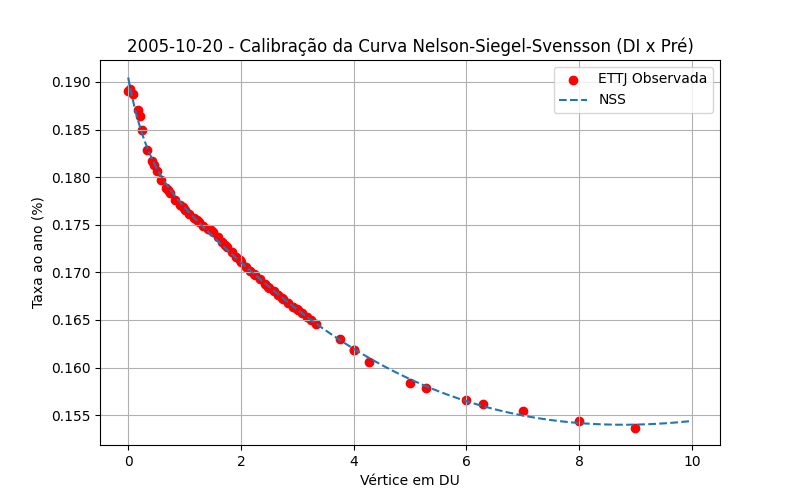 2005-10-20 - Calibração da Curva Nelson-Siegel-Svensson (DI x Pré)
ETTJ Observada
NSS
Taxa ao ano (%)
0.190
0.185
0.180
0.175
0.170
0.165
0.160
0.155
0 2 4 6 8 10
Vértice em DU